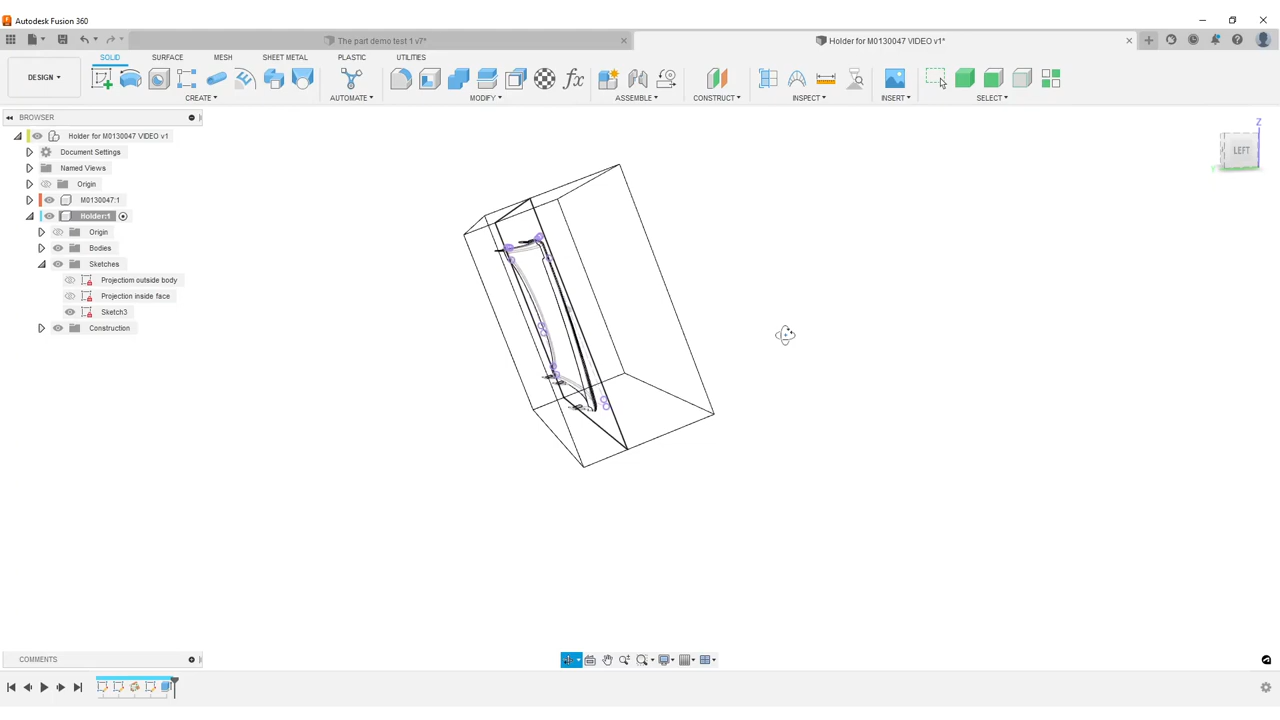 Autodesk Fusion 360
The part demo test 1 v7*
Holder for M0130047 VIDEO v1*
DESIGN
SOLID
SURFACE
MESH
SHEET METAL
PLASTIC
UTILITIES
CREATE
AUTOMATE
MODIFY
ASSEMBLE
CONSTRUCT
INSPECT
INSERT
SELECT
BROWSER
Holder for M0130047 VIDEO v1
Document Settings
Named Views
Origin
M0130047:1
Holder:1
Origin
Bodies
Sketches
Projection outside body
Projection inside face
Sketch3
Construction
Z
LEFT
Y
COMMENTS